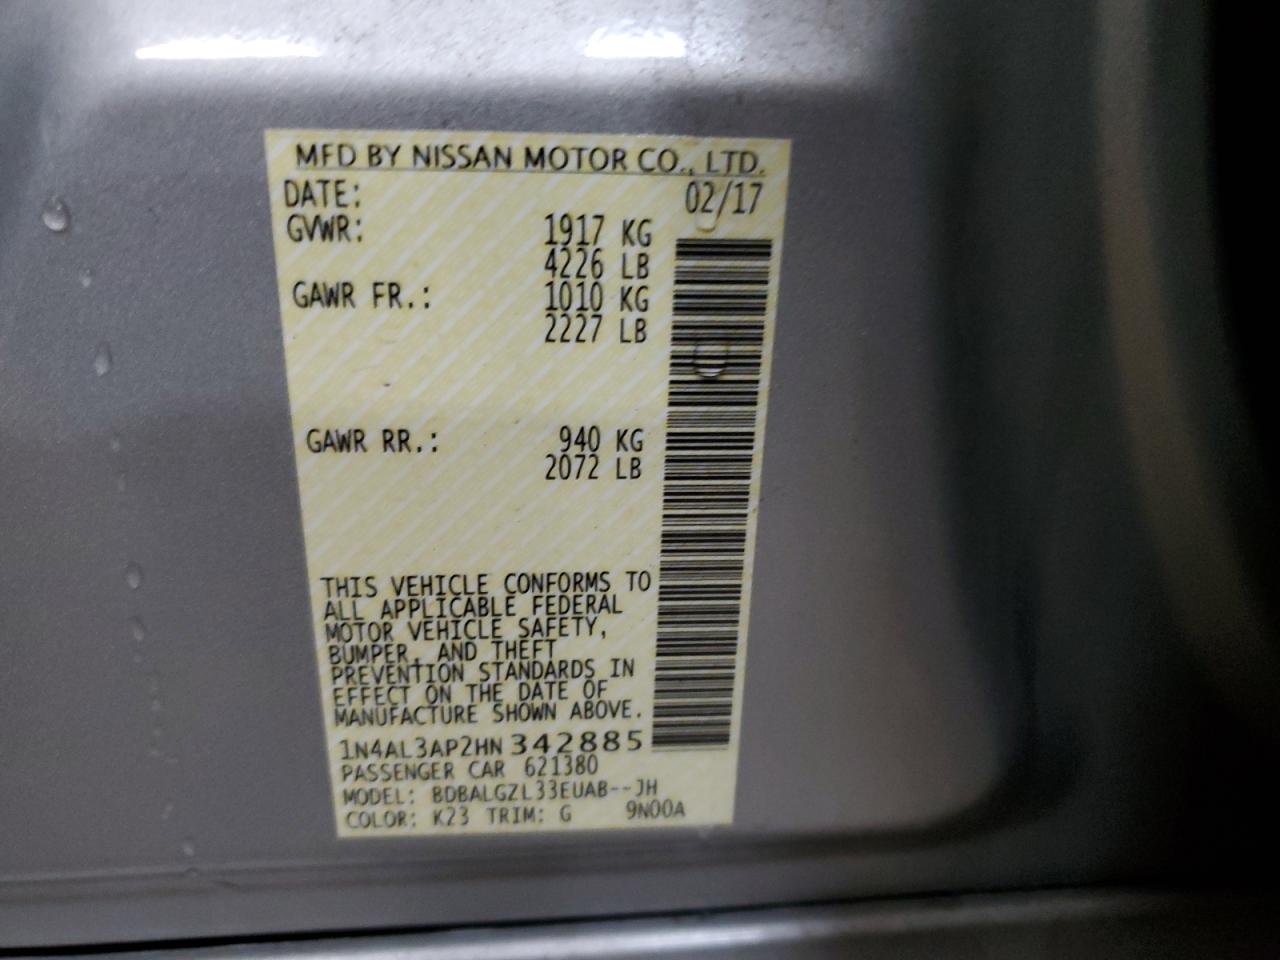 MFD BY NISSAN MOTOR CO., LTD.
DATE: 02/17
GVWR: 1917 KG
4226 LB
GAWR FR.: 1010 KG
2227 LB
GAWR RR.: 940 KG
2072 LB
THIS VEHICLE CONFORMS TO
ALL APPLICABLE FEDERAL
MOTOR VEHICLE SAFETY,
BUMPER, AND THEFT
PREVENTION STANDARDS IN
EFFECT ON THE DATE OF
MANUFACTURE SHOWN ABOVE.
1N4AL3AP2HN 342885
PASSENGER CAR 621380
MODEL: BDBALGZL33EUAB--JH
COLOR: K23 TRIM: G 9N00A